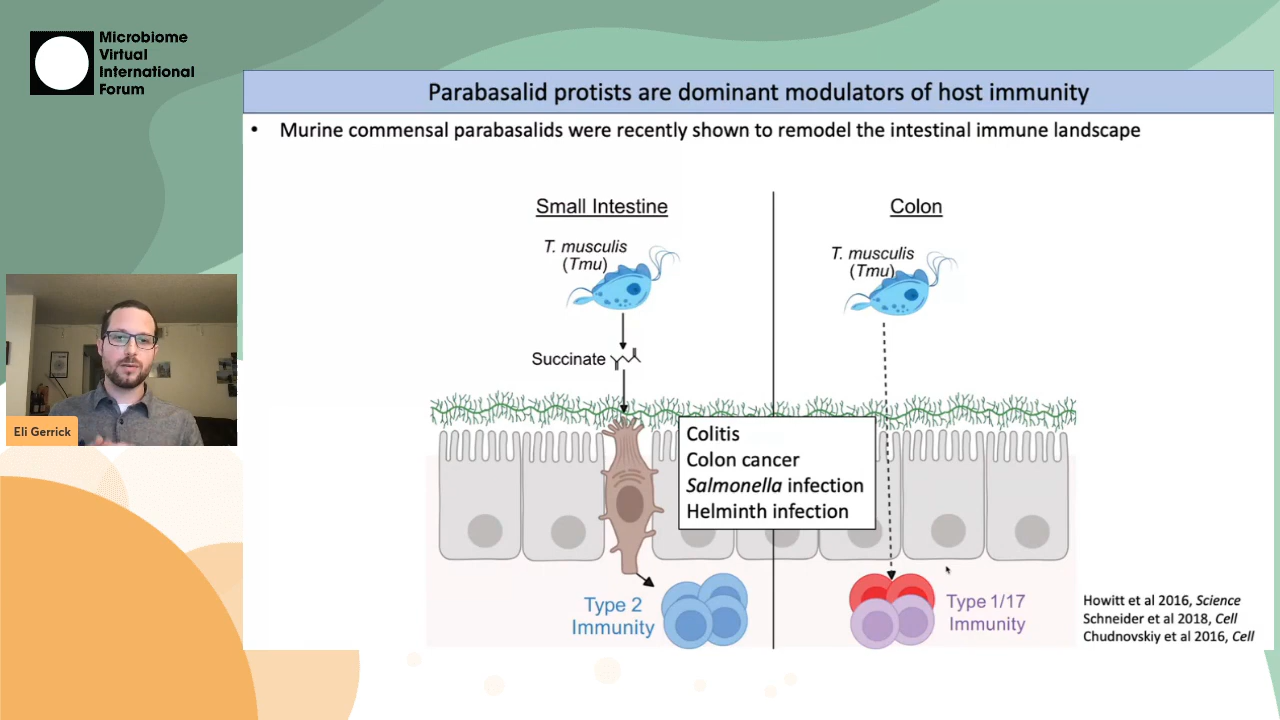 Microbiome
Virtual
International
Forum
Parabasalid protists are dominant modulators of host immunity
• Murine commensal parabasalids were recently shown to remodel the intestinal immune landscape
Small Intestine
Colon
T. musculis
(Tmu)
T. musculis
(Tmu)
Succinate
Colitis
Colon cancer
Salmonella infection
Helminth infection
Type 2
Immunity
Type 1/17
Immunity
Howitt et al 2016, Science
Schneider et al 2018, Cell
Chudnovskiy et al 2016, Cell
Eli Gerrick